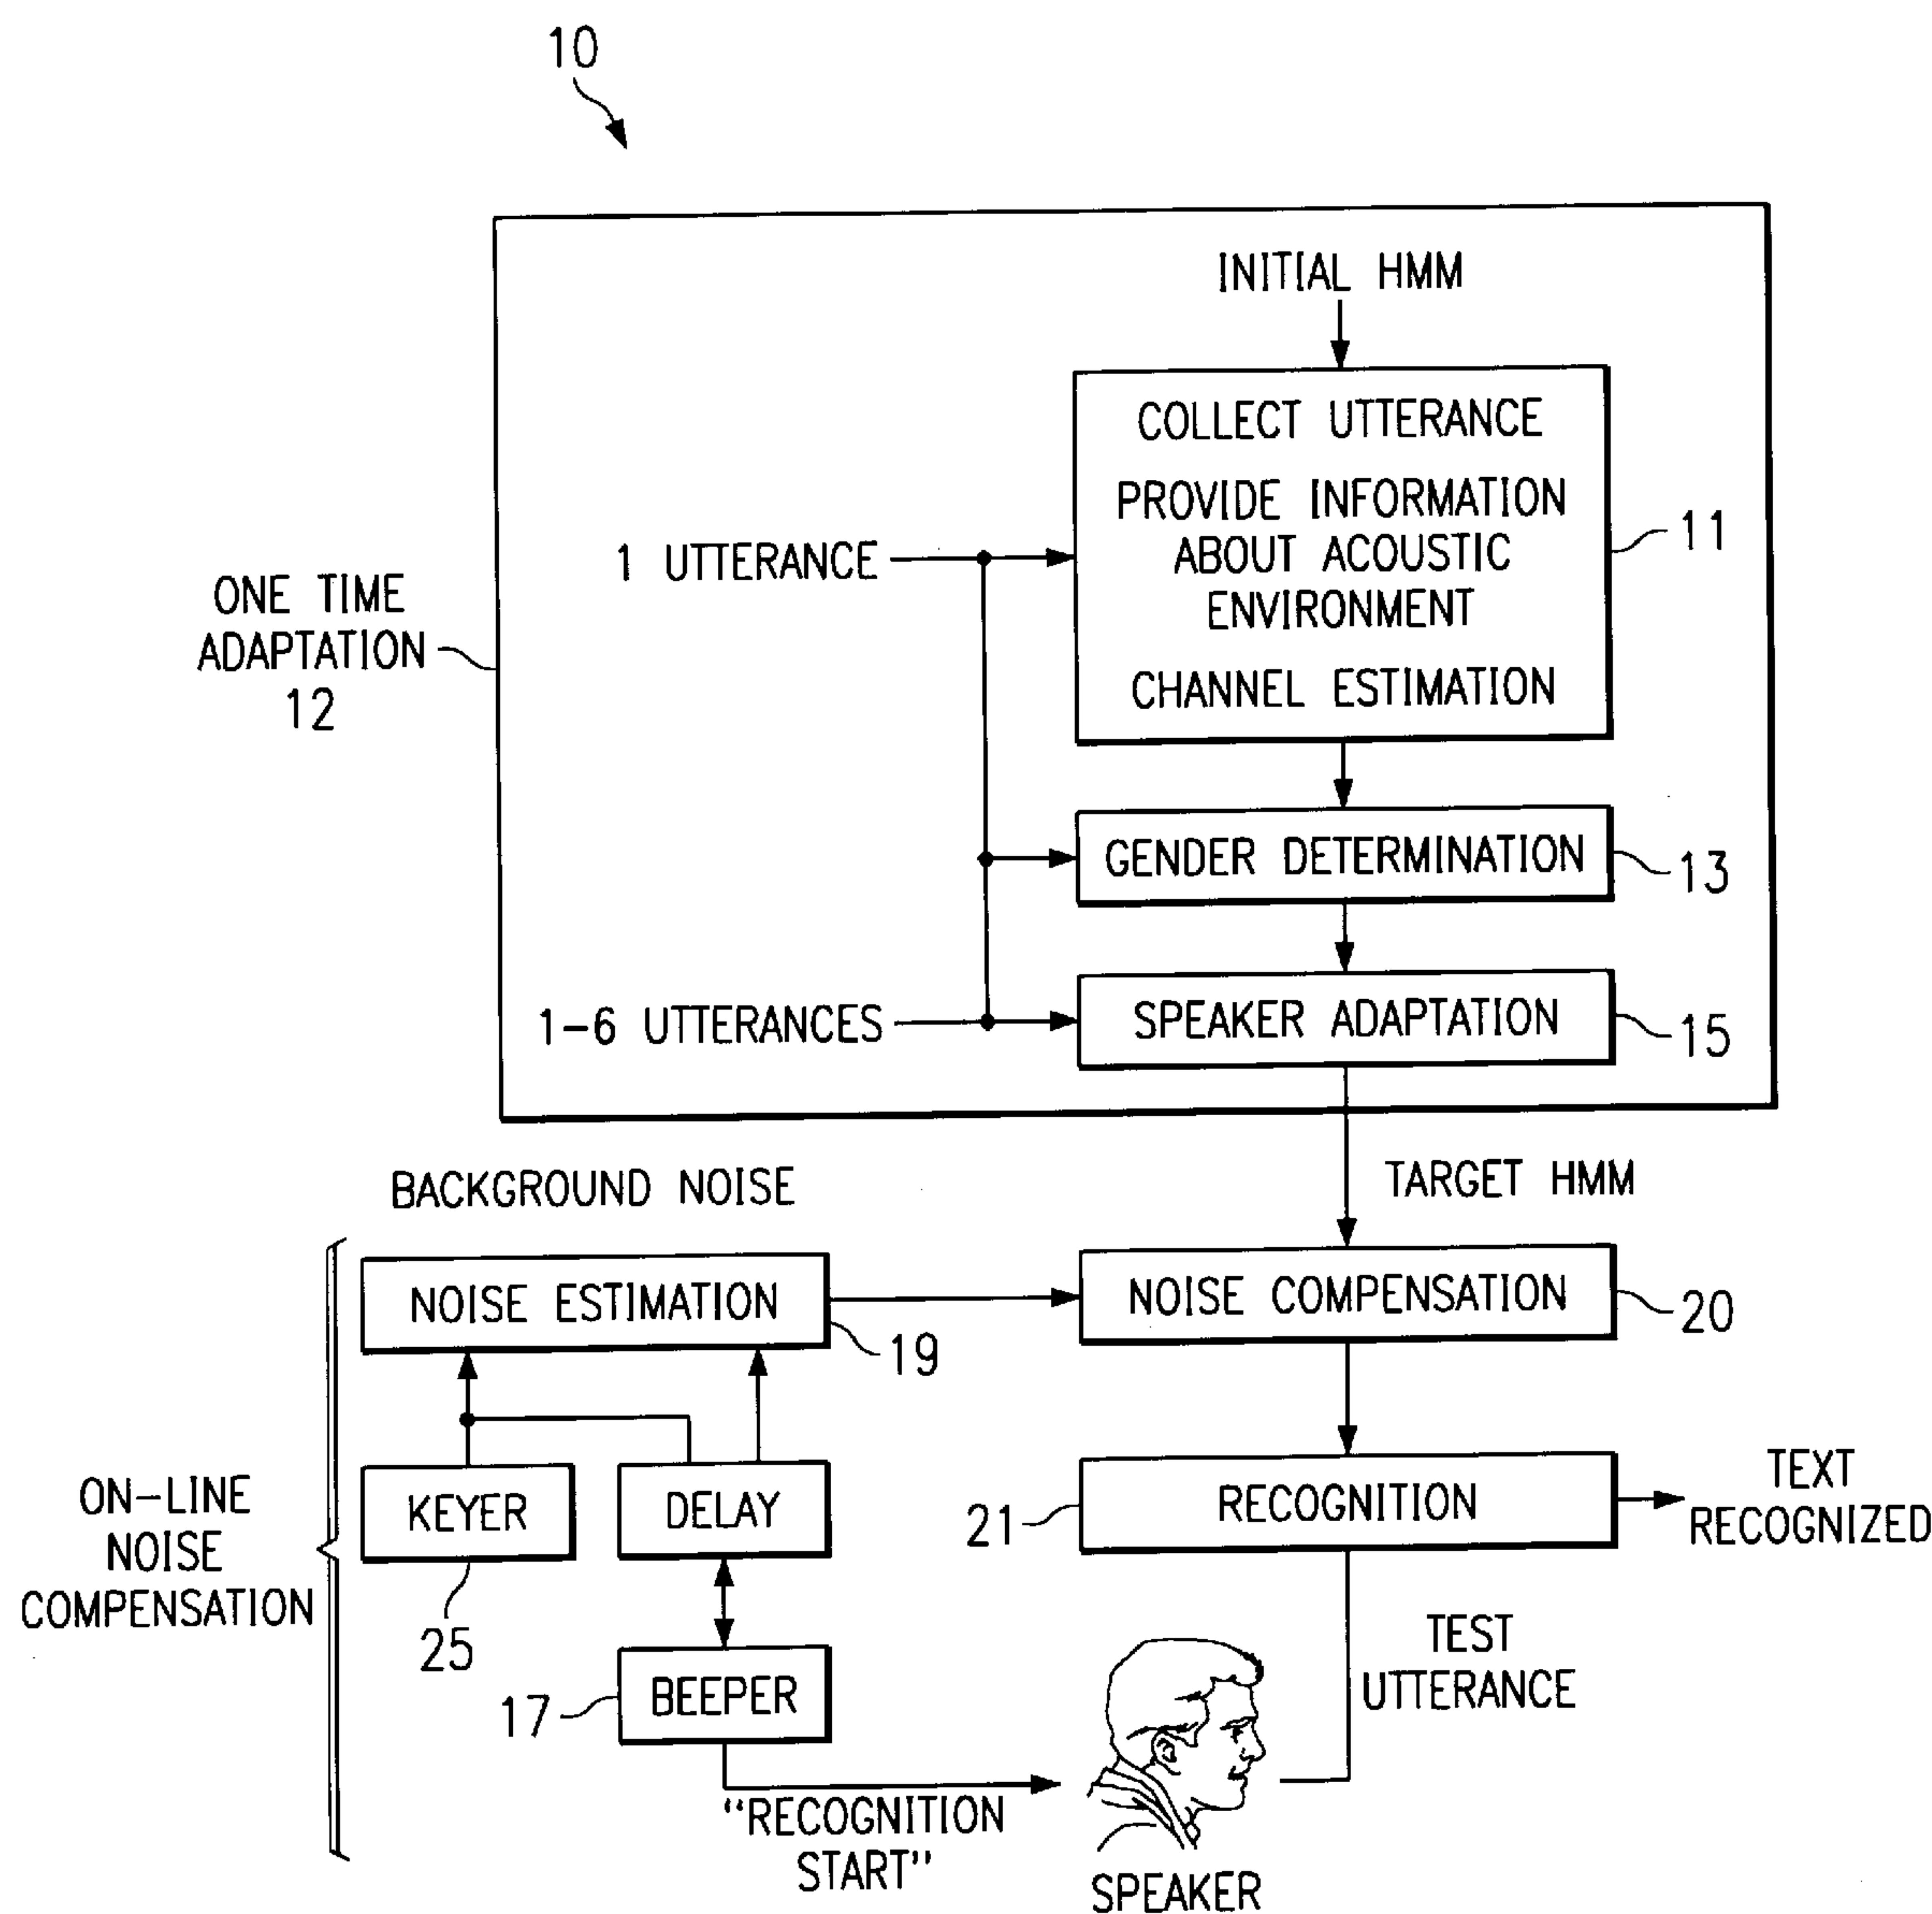 10
INITIAL HMM
COLLECT UTTERANCE
PROVIDE INFORMATION
ABOUT ACOUSTIC
ENVIRONMENT
CHANNEL ESTIMATION
11
1 UTTERANCE
ONE TIME
ADAPTATION
12
GENDER DETERMINATION
13
1-6 UTTERANCES
SPEAKER ADAPTATION
15
BACKGROUND NOISE
TARGET HMM
NOISE ESTIMATION
19
NOISE COMPENSATION
20
ON-LINE
NOISE
COMPENSATION
KEYER
25
DELAY
21
RECOGNITION
TEXT
RECOGNIZED
17
BEEPER
TEST
UTTERANCE
"RECOGNITION
START"
SPEAKER